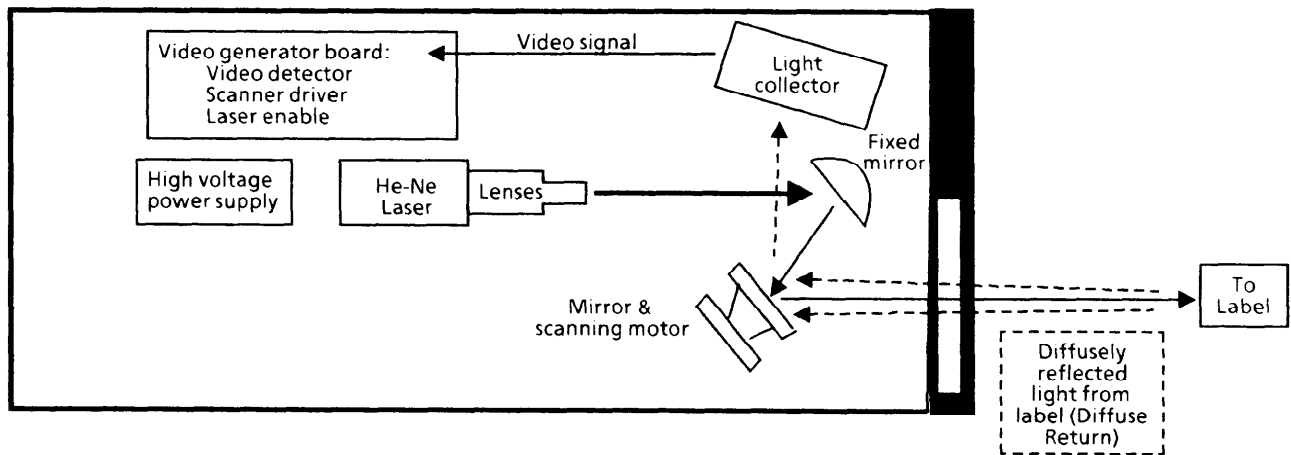 Video generator board:
Video detector
Scanner driver
Laser enable
Video signal
Light
collector
Fixed
mirror
High voltage
power supply
He-Ne
Laser
Lenses
Mirror &
scanning motor
To
Label
Diffusely
reflected
light from
label (Diffuse
Return)